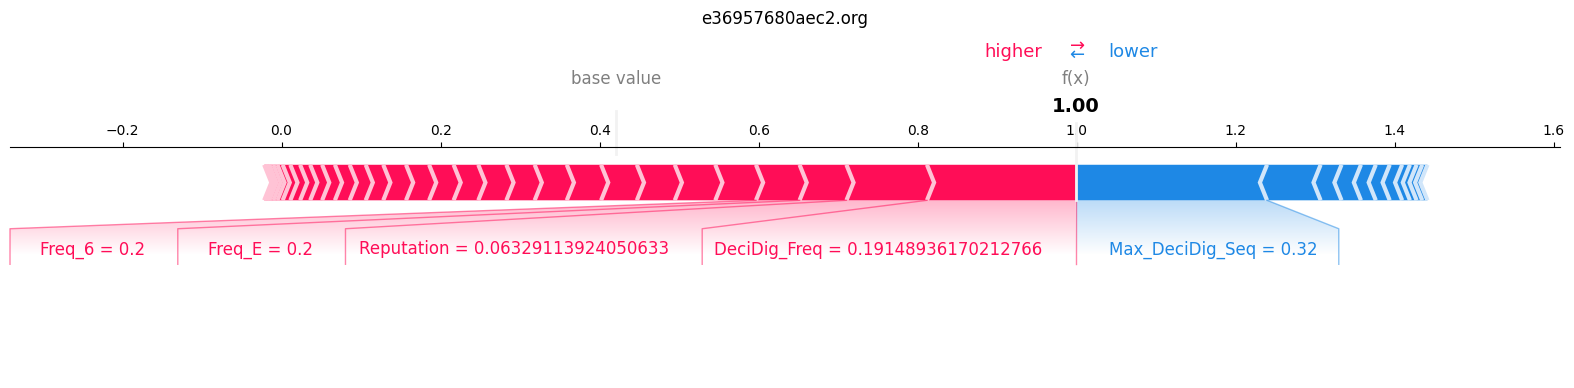 e36957680aec2.org
higher → ← lower
base value f(x)
1.00
−0.2 0.0 0.2 0.4 0.6 0.8 1.0 1.2 1.4 1.6
Freq_6 = 0.2 Freq_E = 0.2 Reputation = 0.06329113924050633 DeciDig_Freq = 0.19148936170212766 Max_DeciDig_Seq = 0.32